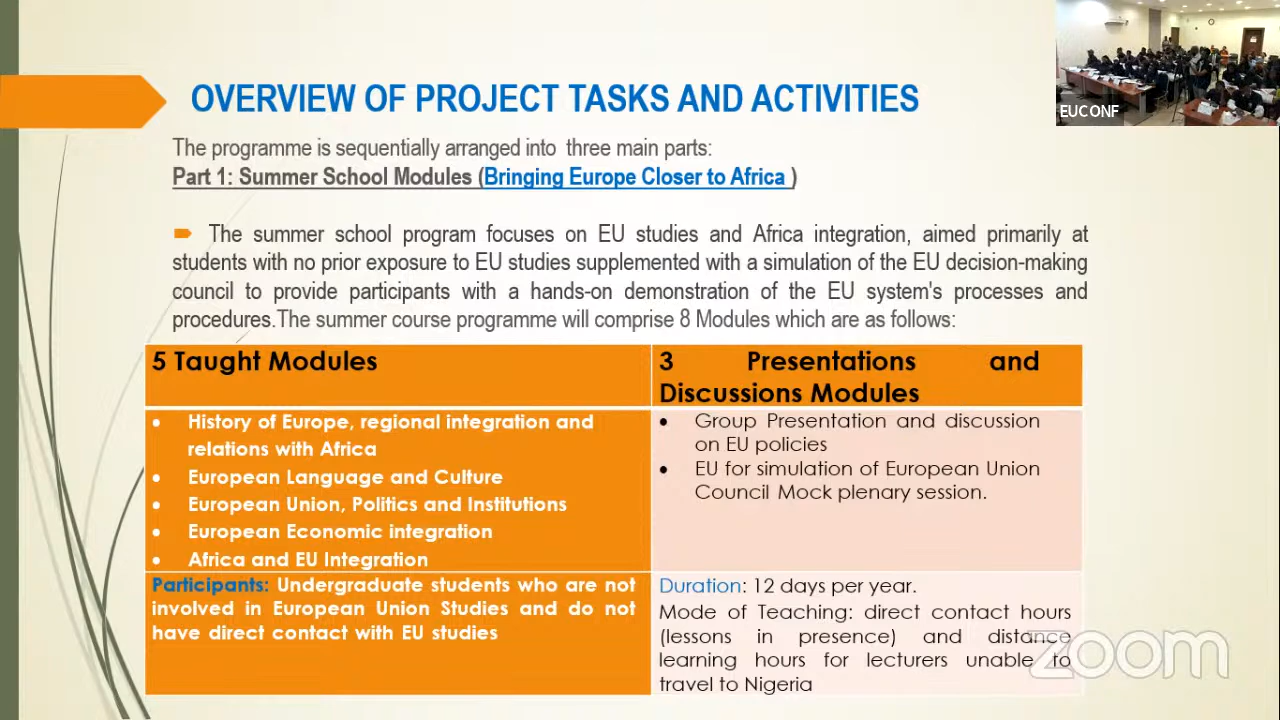 OVERVIEW OF PROJECT TASKS AND ACTIVITIES
EUCONF
The programme is sequentially arranged into three main parts:
Part 1: Summer School Modules (Bringing Europe Closer to Africa )
The summer school program focuses on EU studies and Africa integration, aimed primarily at
students with no prior exposure to EU studies supplemented with a simulation of the EU decision-making
council to provide participants with a hands-on demonstration of the EU system's processes and
procedures.The summer course programme will comprise 8 Modules which are as follows:
5 Taught Modules
3 Presentations and
Discussions Modules
• History of Europe, regional integration and
relations with Africa
• European Language and Culture
• European Union, Politics and Institutions
• European Economic integration
• Africa and EU Integration
• Group Presentation and discussion
on EU policies
• EU for simulation of European Union
Council Mock plenary session.
Participants: Undergraduate students who are not
involved in European Union Studies and do not
have direct contact with EU studies
Duration: 12 days per year.
Mode of Teaching: direct contact hours
(lessons in presence) and distance
learning hours for lecturers unable to
travel to Nigeria
zoom